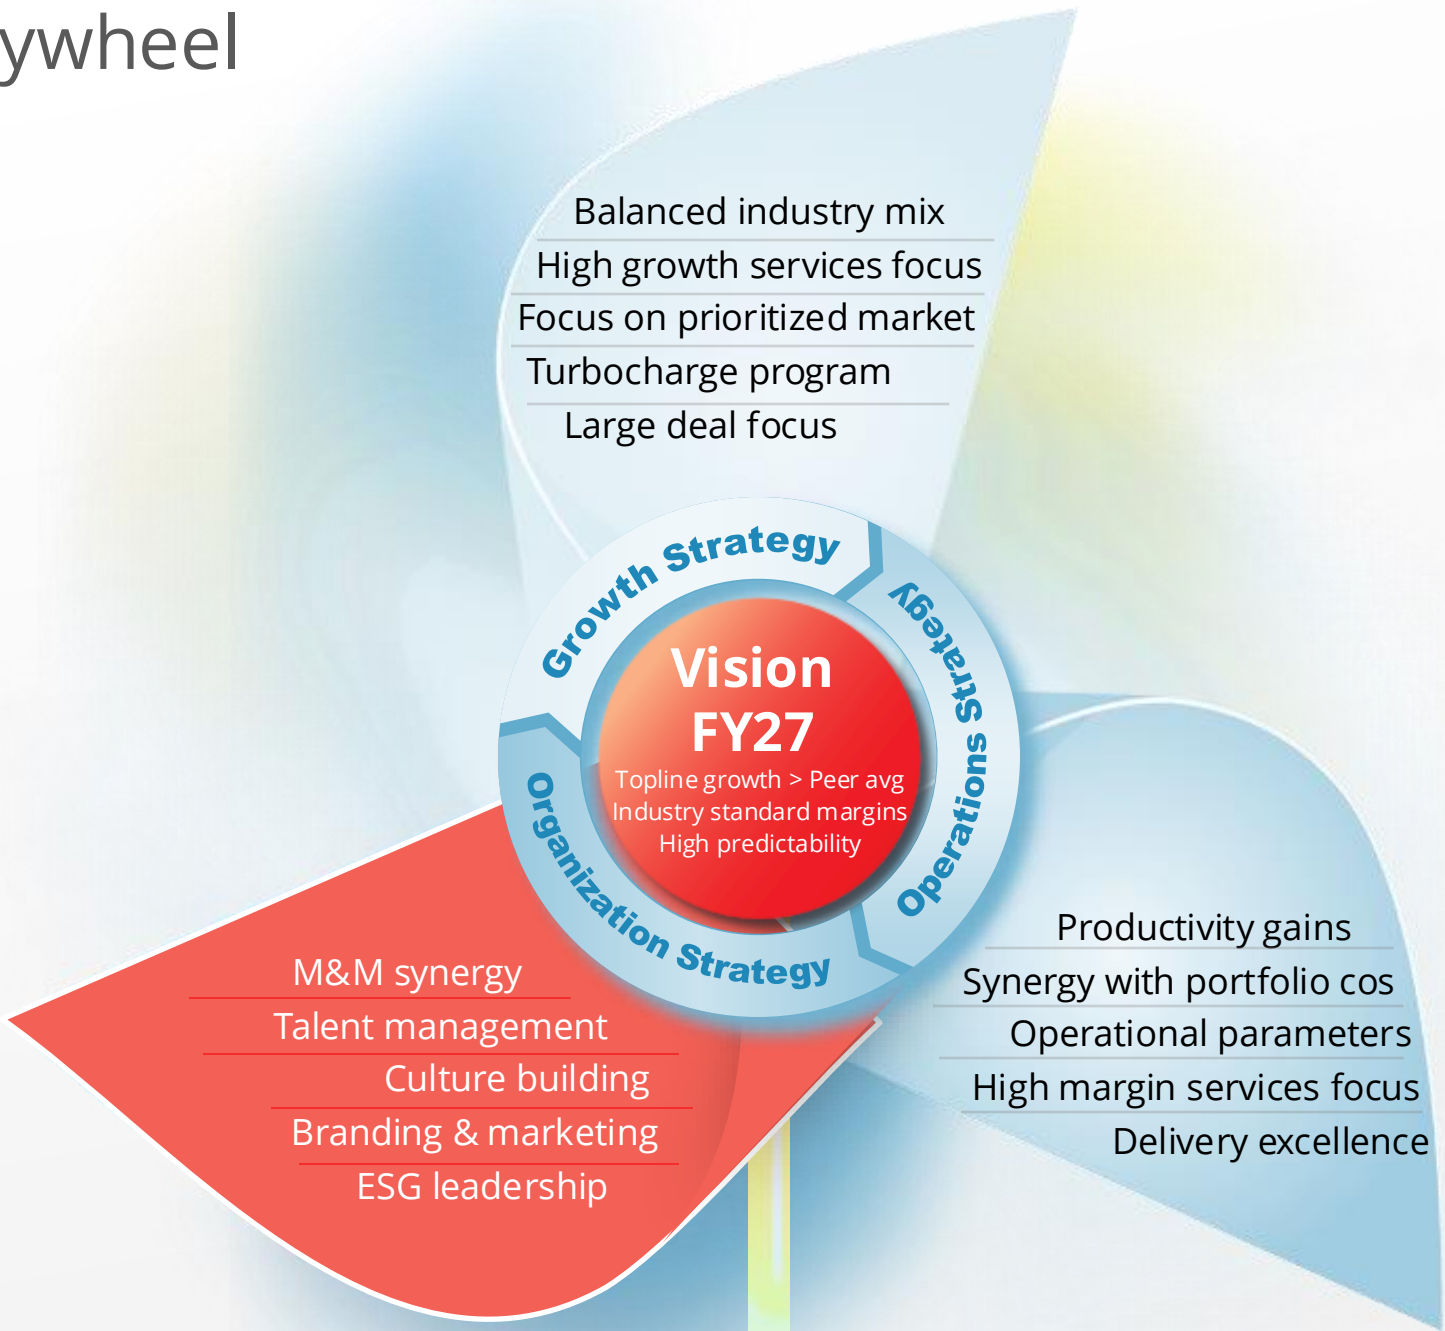 ywheel
Balanced industry mix
High growth services focus
Focus on prioritized market
Turbocharge program
Large deal focus
Growth Strategy
Operations Strategy
Organization Strategy
Vision
FY27
Topline growth > Peer avg
Industry standard margins
High predictability
Productivity gains
Synergy with portfolio cos
Operational parameters
High margin services focus
Delivery excellence
M&M synergy
Talent management
Culture building
Branding & marketing
ESG leadership